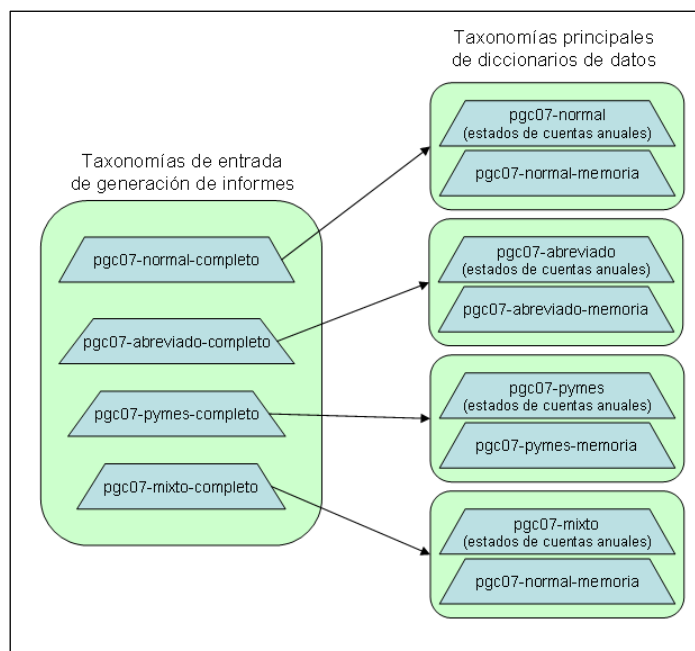 Taxonomías principales
de diccionarios de datos
pgc07-normal
(estados de cuentas anuales)
pgc07-normal-memoria
Taxonomías de entrada
de generación de informes
pgc07-normal-completo
pgc07-abreviado
(estados de cuentas anuales)
pgc07-abreviado-memoria
pgc07-abreviado-completo
pgc07-pymes
(estados de cuentas anuales)
pgc07-pymes-memoria
pgc07-pymes-completo
pgc07-mixto-completo
pgc07-mixto
(estados de cuentas anuales)
pgc07-normal-memoria